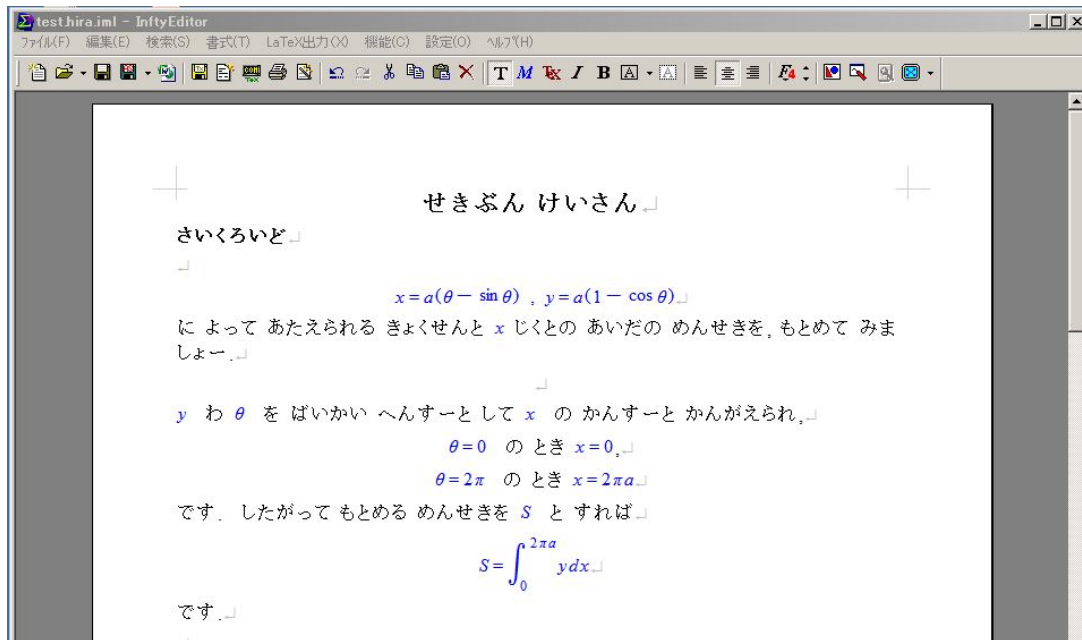 test.hira.iml - InftyEditor
ファイル(F) 編集(E) 検索(S) 書式(T) LaTeX出力(X) 機能(C) 設定(O) ヘルプ(H)
T M TeX I B A A
せきぶん けいさん
さいくろいど
x = a(θ − sin θ) , y = a(1 − cos θ)
に よって あたえられる きょくせんと x じくとの あいだの めんせきを, もとめて みま
しょー.
y わ θ を ばいかい へんすーと して x の かんすーと かんがえられ,
θ = 0 の とき x = 0,
θ = 2π の とき x = 2πa
です. したがって もとめる めんせきを S と すれば
S = ∫₀^{2πa} y dx
です.